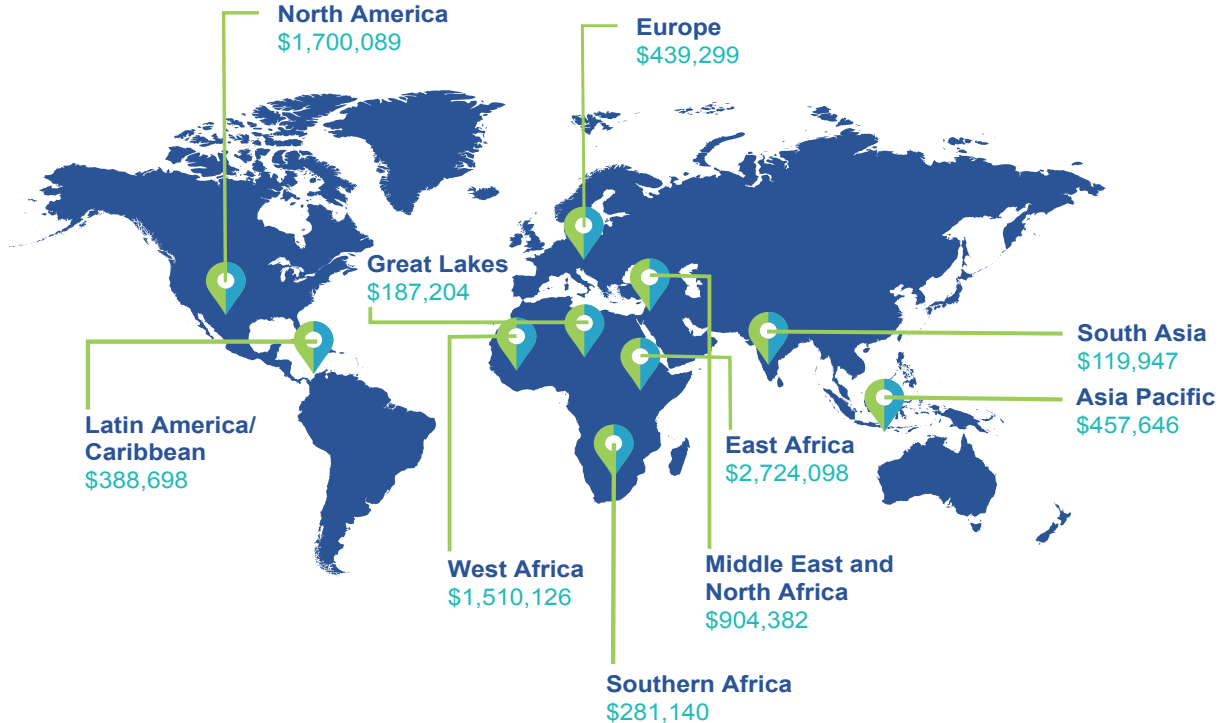 North America
$1,700,089
Europe
$439,299
Great Lakes
$187,204
South Asia
$119,947
Asia Pacific
$457,646
Latin America/
Caribbean
$388,698
East Africa
$2,724,098
West Africa
$1,510,126
Middle East and
North Africa
$904,382
Southern Africa
$281,140